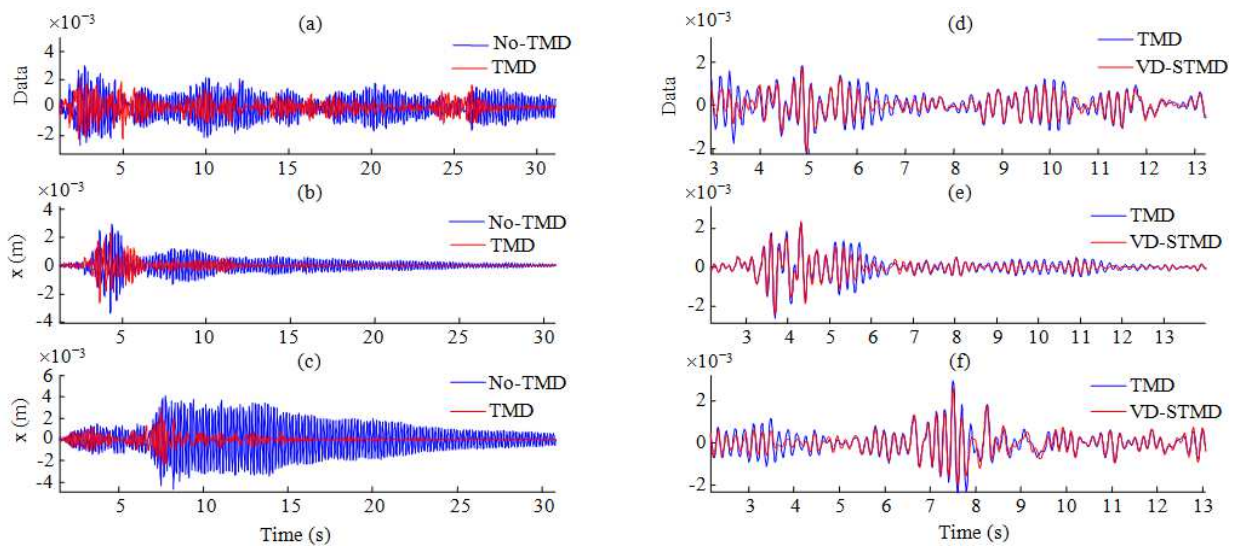 (a)
×10⁻³
4
2
0
-2
Data
No-TMD
TMD
5 10 15 20 25 30
(b)
×10⁻³
4
2
0
-2
-4
x (m)
No-TMD
TMD
5 10 15 20 25 30
(c)
×10⁻³
6
4
2
0
-2
-4
x (m)
No-TMD
TMD
5 10 15 20 25 30
Time (s)
(d)
×10⁻³
2
0
-2
Data
TMD
VD-STMD
3 3 4 5 6 7 8 9 10 11 12 13
(e)
×10⁻³
2
0
-2
TMD
VD-STMD
3 4 5 6 7 8 9 10 11 12 13
(f)
×10⁻³
2
0
-2
TMD
VD-STMD
3 4 5 6 7 8 9 10 11 12 13
Time (s)